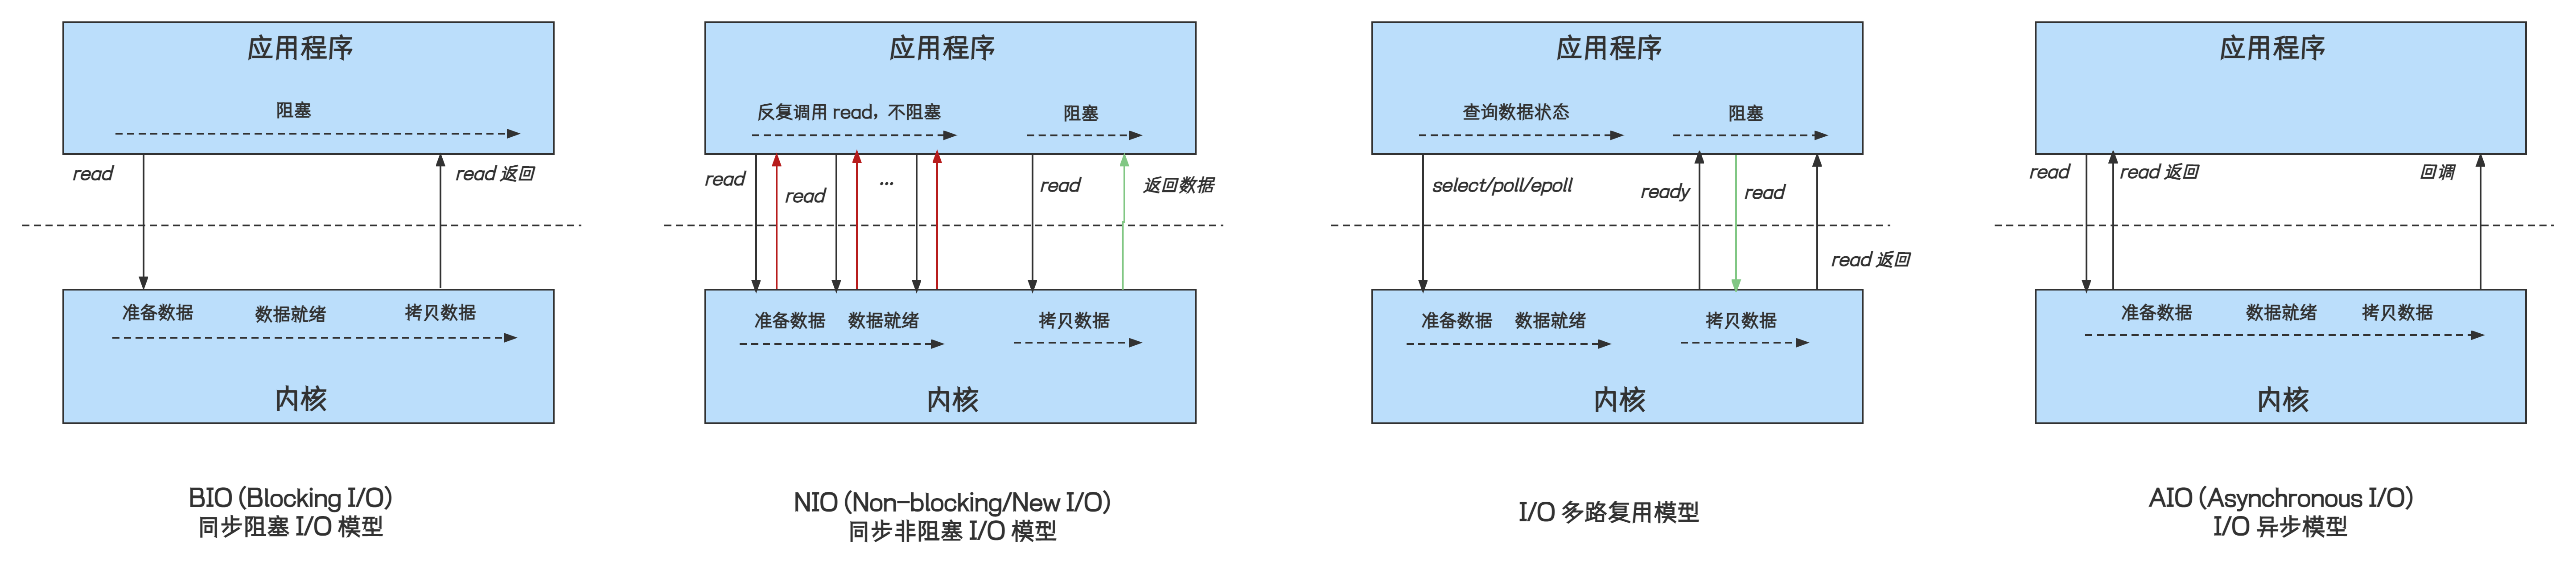 应用程序
阻塞
read
read 返回
准备数据
数据就绪
拷贝数据
内核
BIO (Blocking I/O)
同步阻塞 I/O 模型
应用程序
反复调用 read，不阻塞
阻塞
read
read
...
read
返回数据
准备数据
数据就绪
拷贝数据
内核
NIO (Non-blocking/New I/O)
同步非阻塞 I/O 模型
应用程序
查询数据状态
阻塞
select/poll/epoll
ready
read
read 返回
准备数据
数据就绪
拷贝数据
内核
I/O 多路复用模型
应用程序
read
read 返回
回调
准备数据
数据就绪
拷贝数据
内核
AIO (Asynchronous I/O)
I/O 异步模型